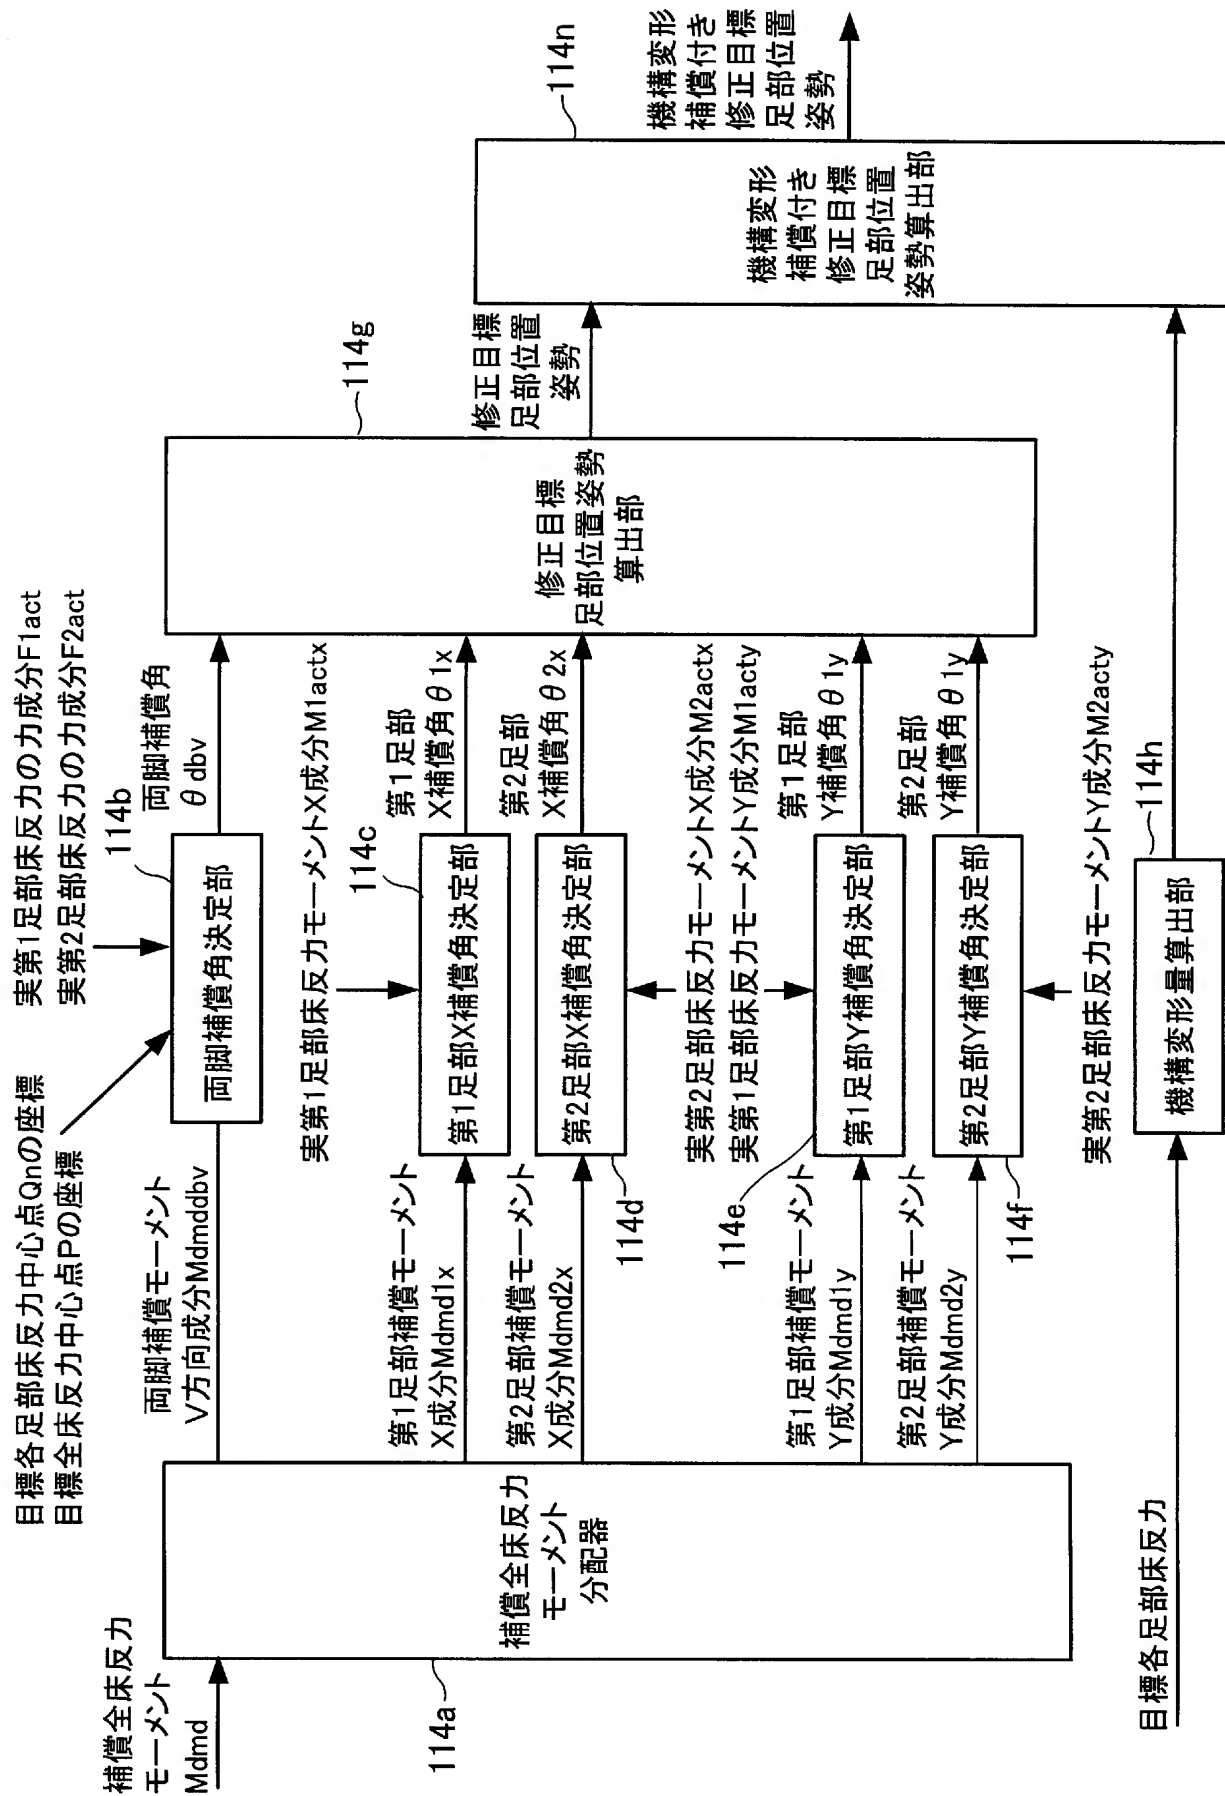 補償全床反力
モーメント
Mdmd
114a
補償全床反力
モーメント
分配器
目標各足部床反力中心点Qnの座標
目標全床反力中心点Pの座標
実第1足部床反力の力成分F1act
実第2足部床反力の力成分F2act
両脚補償モーメント
V方向成分Mdmddbv
114b
両脚補償角決定部
両脚補償角
θdbv
実第1足部床反力モーメントX成分M1actx
114c
第1足部補償モーメント
X成分Mdmd1x
第1足部X補償角決定部
第1足部
X補償角θ1x
第2足部補償モーメント
X成分Mdmd2x
第2足部X補償角決定部
114d
第2足部
X補償角θ2x
実第2足部床反力モーメントX成分M2actx
実第1足部床反力モーメントY成分M1acty
114e
第1足部補償モーメント
Y成分Mdmd1y
第1足部Y補償角決定部
第1足部
Y補償角θ1y
第2足部補償モーメント
Y成分Mdmd2y
第2足部Y補償角決定部
114f
第2足部
Y補償角θ1y
実第2足部床反力モーメントY成分M2acty
目標各足部床反力
114h
機構変形量算出部
114g
修正目標
足部位置姿勢
算出部
修正目標
足部位置
姿勢
114n
機構変形
補償付き
修正目標
足部位置
姿勢算出部
機構変形
補償付き
修正目標
足部位置
姿勢